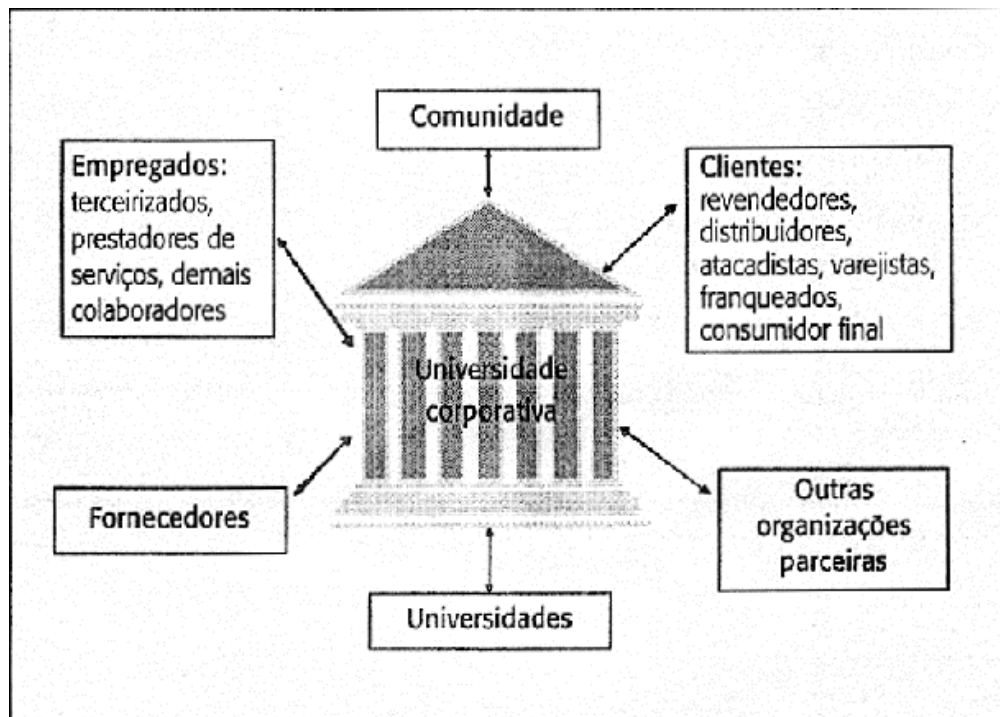 Comunidade
Empregados:
terceirizados,
prestadores de
serviços, demais
colaboradores
Clientes:
revendedores,
distribuidores,
atacadistas, varejistas,
franqueados,
consumidor final
Universidade
corporativa
Fornecedores
Outras
organizações
parceiras
Universidades